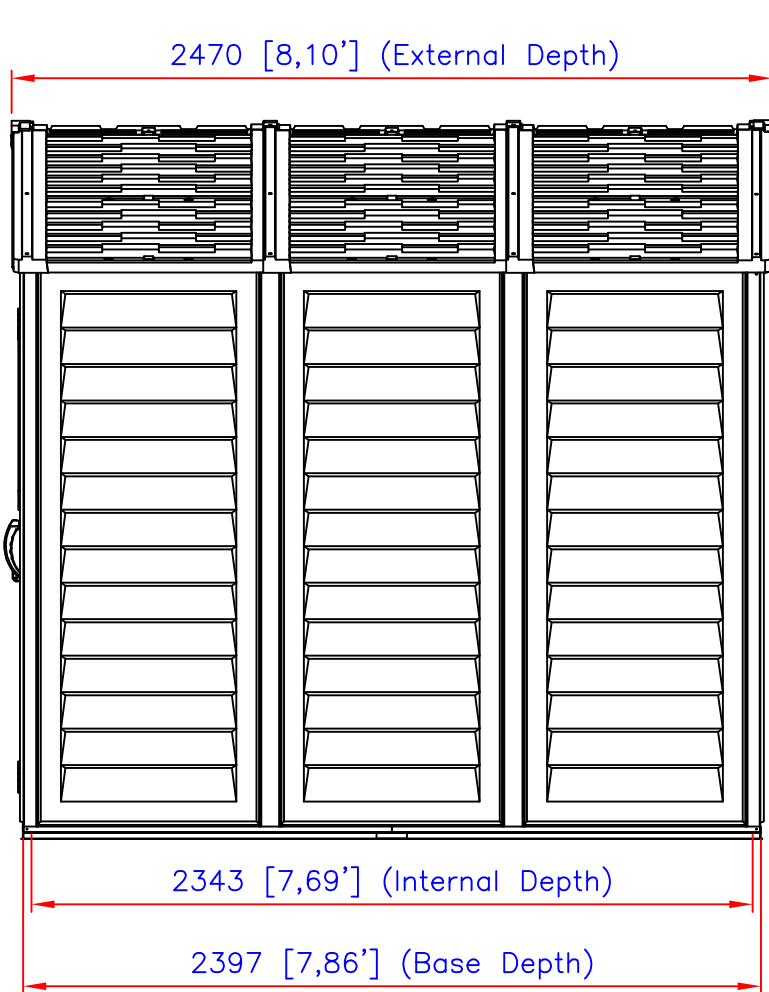 2470 [8,10’] (External Depth)
2343 [7,69’] (Internal Depth)
2397 [7,86’] (Base Depth)